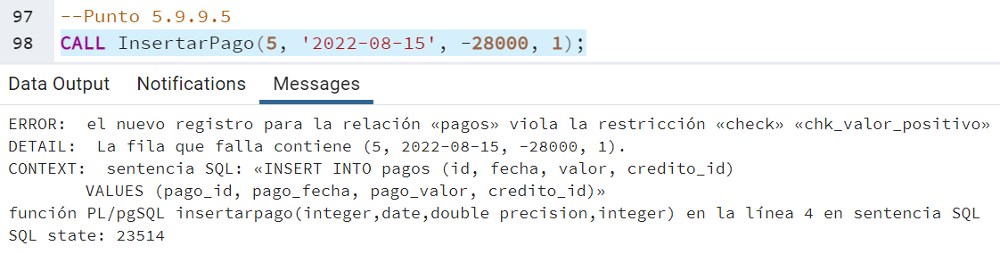 97 --Punto 5.9.9.5
98 CALL InsertarPago(5, '2022-08-15', -28000, 1);
Data Output Notifications Messages
ERROR:  el nuevo registro para la relación «pagos» viola la restricción «check» «chk_valor_positivo»
DETAIL:  La fila que falla contiene (5, 2022-08-15, -28000, 1).
CONTEXT:  sentencia SQL: «INSERT INTO pagos (id, fecha, valor, credito_id)
VALUES (pago_id, pago_fecha, pago_valor, credito_id)»
función PL/pgSQL insertarpago(integer,date,double precision,integer) en la línea 4 en sentencia SQL
SQL state: 23514